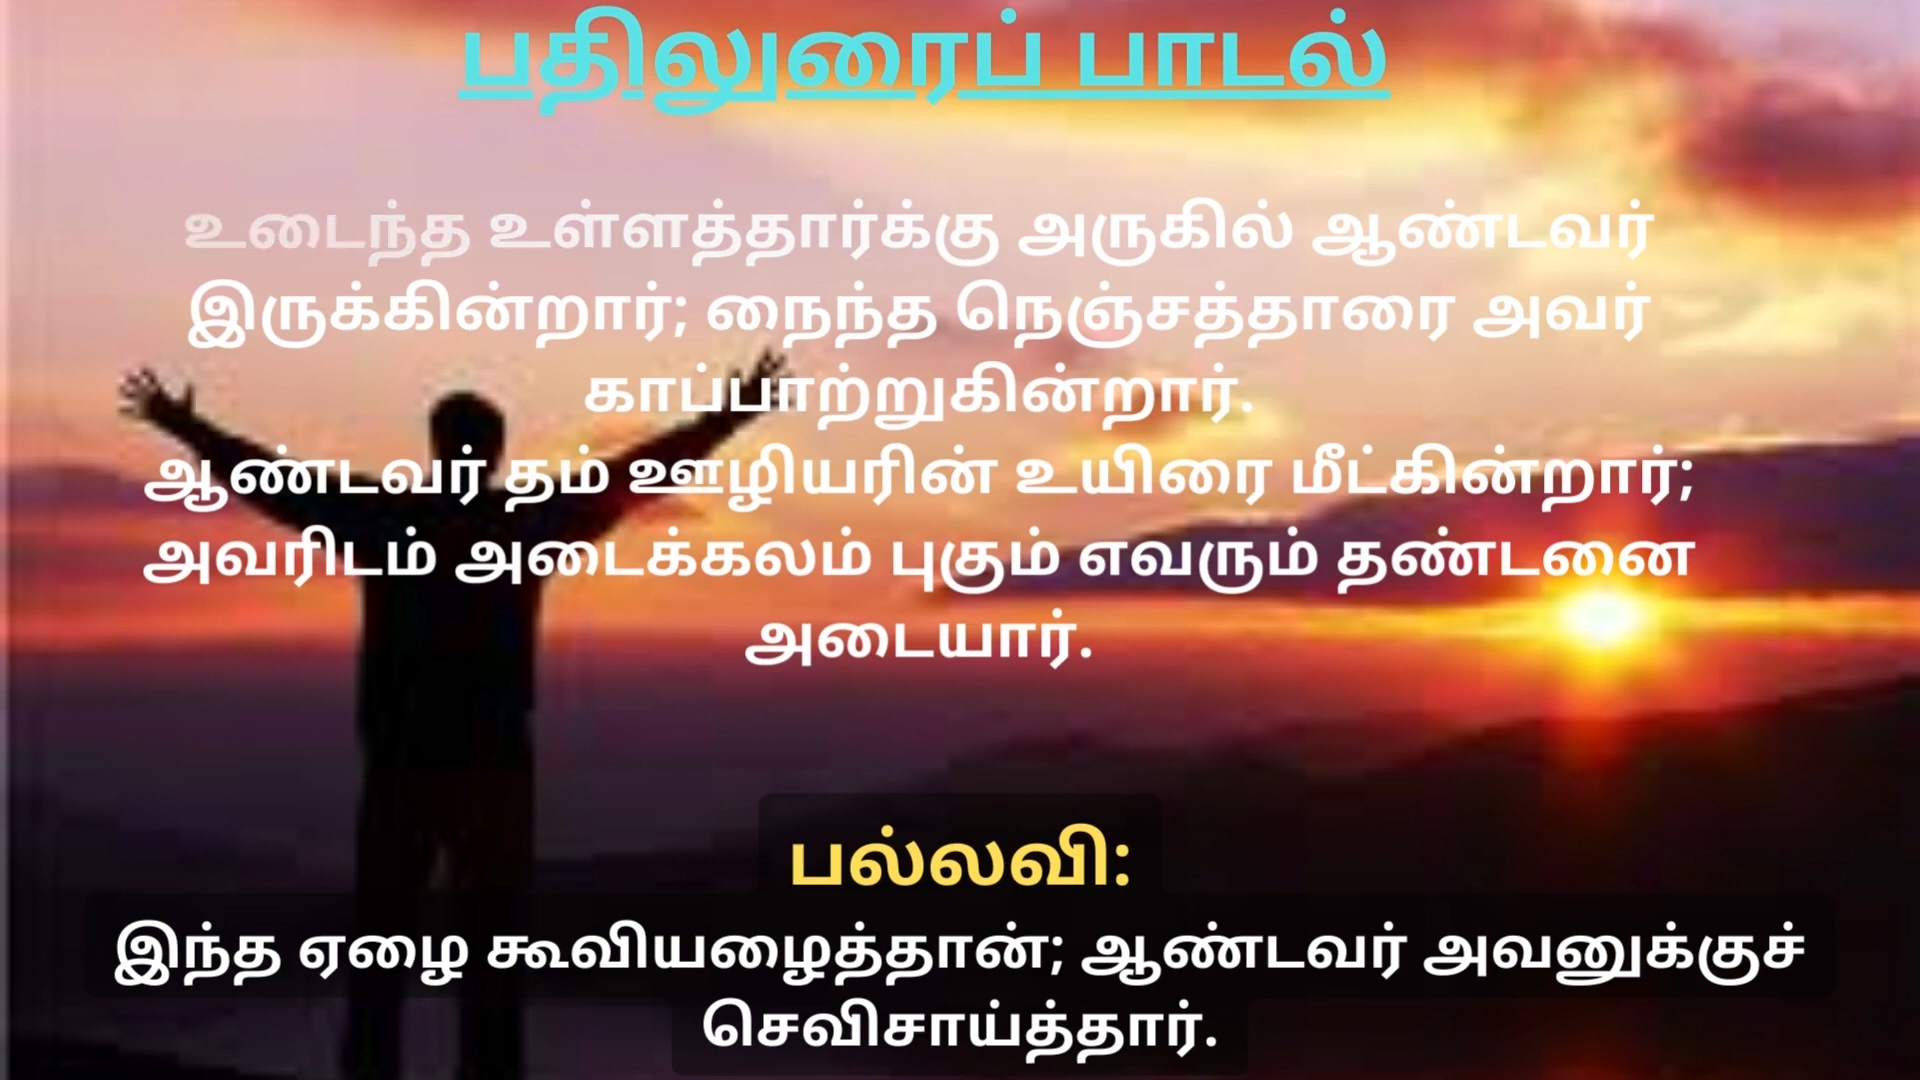 பதிலுரைப் பாடல்
உடைந்த உள்ளத்தார்க்கு அருகில் ஆண்டவர்
இருக்கின்றார்; நைந்த நெஞ்சத்தாரை அவர்
காப்பாற்றுகின்றார்.
ஆண்டவர் தம் ஊழியரின் உயிரை மீட்கின்றார்;
அவரிடம் அடைக்கலம் புகும் எவரும் தண்டனை
அடையார்.
பல்லவி:
இந்த ஏழை கூவியழைத்தான்; ஆண்டவர் அவனுக்குச்
செவிசாய்த்தார்.